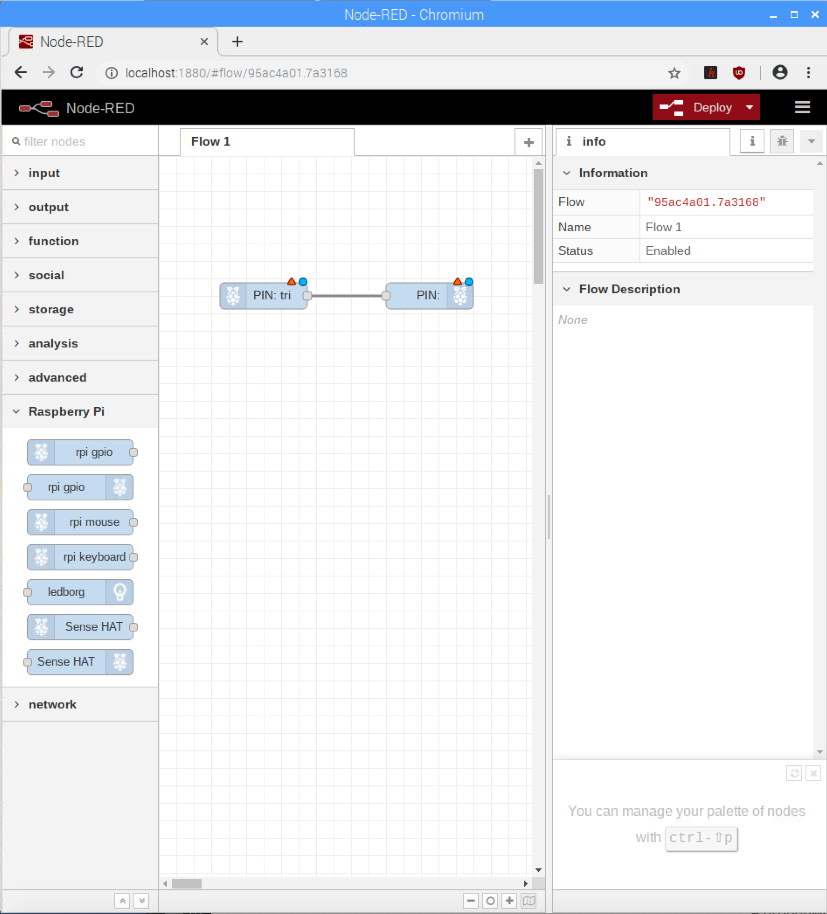 Node-RED - Chromium
Node-RED
localhost:1880/#flow/95ac4a01.7a3168
Node-RED
Deploy
filter nodes
input
output
function
social
storage
analysis
advanced
Raspberry Pi
rpi gpio
rpi gpio
rpi mouse
rpi keyboard
ledborg
Sense HAT
Sense HAT
network
Flow 1
PIN: tri
PIN:
i info
i
Information
Flow "95ac4a01.7a3168"
Name Flow 1
Status Enabled
Flow Description
None
You can manage your palette of nodes
with ctrl-⇧p